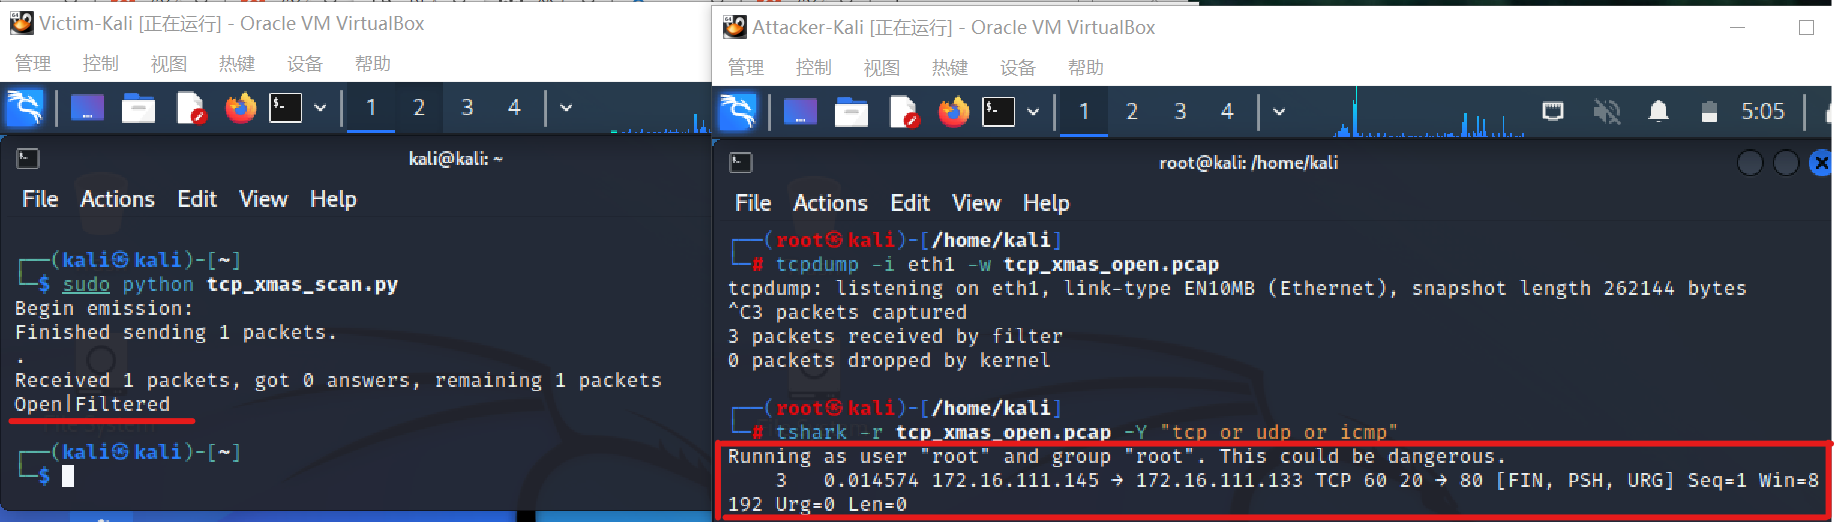 Victim-Kali [正在运行] - Oracle VM VirtualBox
管理 控制 视图 热键 设备 帮助
1 2 3 4
kali@kali: ~
File Actions Edit View Help
┌──(kali㉿kali)-[~]
└─$ sudo python tcp_xmas_scan.py
Begin emission:
Finished sending 1 packets.
.
Received 1 packets, got 0 answers, remaining 1 packets
Open|Filtered
┌──(kali㉿kali)-[~]
└─$
Attacker-Kali [正在运行] - Oracle VM VirtualBox
管理 控制 视图 热键 设备 帮助
1 2 3 4 5:05
root@kali: /home/kali
File Actions Edit View Help
┌──(root㉿kali)-[/home/kali]
└─# tcpdump -i eth1 -w tcp_xmas_open.pcap
tcpdump: listening on eth1, link-type EN10MB (Ethernet), snapshot length 262144 bytes
^C3 packets captured
3 packets received by filter
0 packets dropped by kernel
┌──(root㉿kali)-[/home/kali]
└─# tshark -r tcp_xmas_open.pcap -Y "tcp or udp or icmp"
Running as user "root" and group "root". This could be dangerous.
3 0.014574 172.16.111.145 → 172.16.111.133 TCP 60 20 → 80 [FIN, PSH, URG] Seq=1 Win=8
192 Urg=0 Len=0